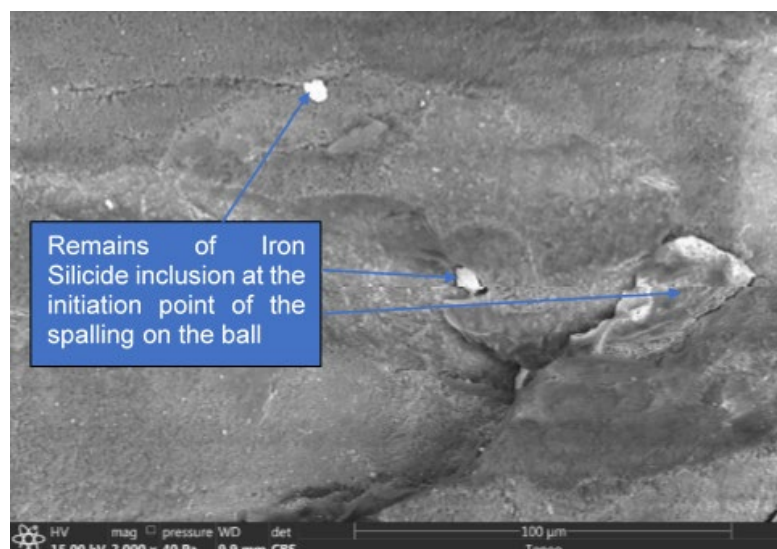 Remains of Iron
Silicide inclusion at the
initiation point of the
spalling on the ball
HV mag □ pressure WD det
100 µm